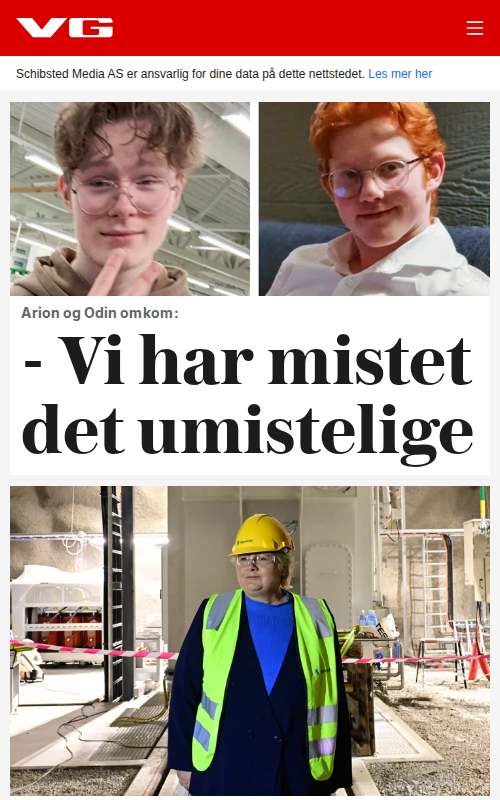 VG
Schibsted Media AS er ansvarlig for dine data på dette nettstedet. Les mer her
Arion og Odin omkom:
- Vi har mistet
det umistelige